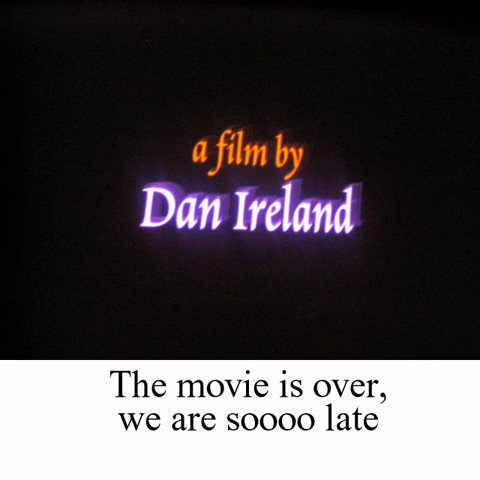 a film by
Dan Ireland
The movie is over,
we are soooo late